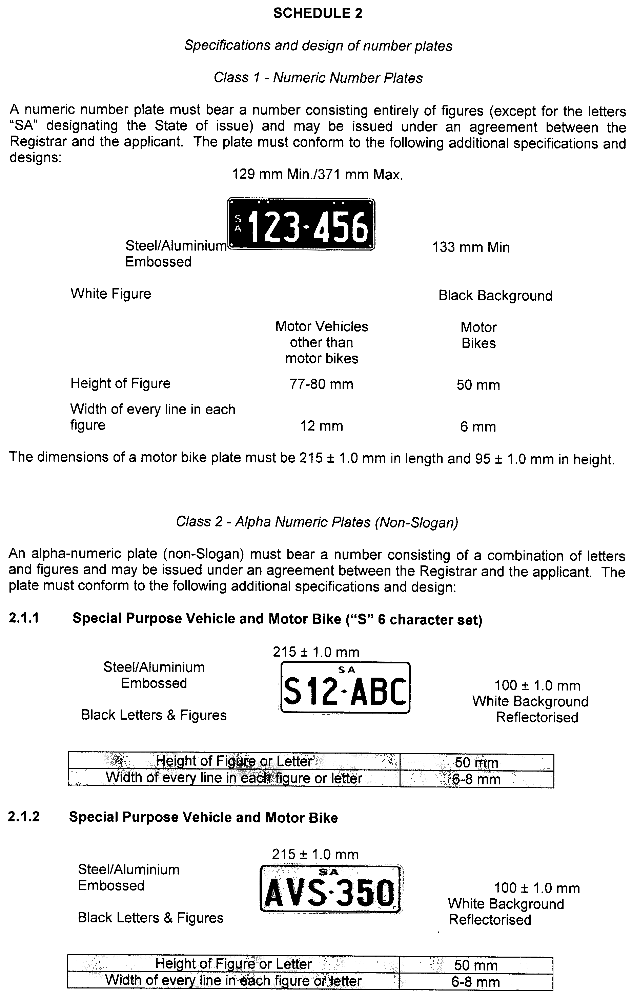 SCHEDULE 2
Specifications and design of number plates
Class 1 - Numeric Number Plates
A numeric number plate must bear a number consisting entirely of figures (except for the letters
“SA” designating the State of issue) and may be issued under an agreement between the
Registrar and the applicant. The plate must conform to the following additional specifications and
designs:
129 mm Min./371 mm Max.
SA 123·456
Steel/Aluminium
Embossed
133 mm Min
White Figure
Black Background
Motor Vehicles
other than
motor bikes
Motor
Bikes
Height of Figure 77-80 mm 50 mm
Width of every line in each
figure 12 mm 6 mm
The dimensions of a motor bike plate must be 215 ± 1.0 mm in length and 95 ± 1.0 mm in height.
Class 2 - Alpha Numeric Plates (Non-Slogan)
An alpha-numeric plate (non-Slogan) must bear a number consisting of a combination of letters
and figures and may be issued under an agreement between the Registrar and the applicant. The
plate must conform to the following additional specifications and design:
2.1.1 Special Purpose Vehicle and Motor Bike (“S” 6 character set)
215 ± 1.0 mm
Steel/Aluminium
Embossed
Black Letters & Figures
SA
S12·ABC
100 ± 1.0 mm
White Background
Reflectorised
Height of Figure or Letter 50 mm
Width of every line in each figure or letter 6-8 mm
2.1.2 Special Purpose Vehicle and Motor Bike
215 ± 1.0 mm
Steel/Aluminium
Embossed
Black Letters & Figures
SA
AVS·350
100 ± 1.0 mm
White Background
Reflectorised
Height of Figure or Letter 50 mm
Width of every line in each figure or letter 6-8 mm